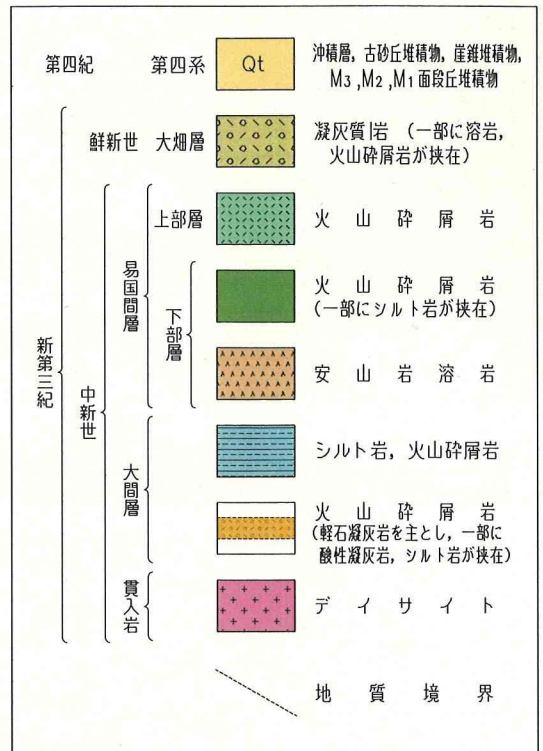 第四紀 第四系 Qt 沖積層, 古砂丘堆積物, 崖錐堆積物,
M3 ,M2 ,M1 面段丘堆積物
鮮新世 大畑層 凝灰質岩 (一部に溶岩,
火山砕屑岩が挟在)
上部層 火山砕屑岩
火山砕屑岩
(一部にシルト岩が挟在)
下部層
易国間層
安山岩溶岩
新第三紀
中新世
シルト岩, 火山砕屑岩
大間層
火山砕屑岩
(軽石凝灰岩を主とし, 一部に
酸性凝灰岩, シルト岩が挟在)
貫入岩 デイサイト
地質境界